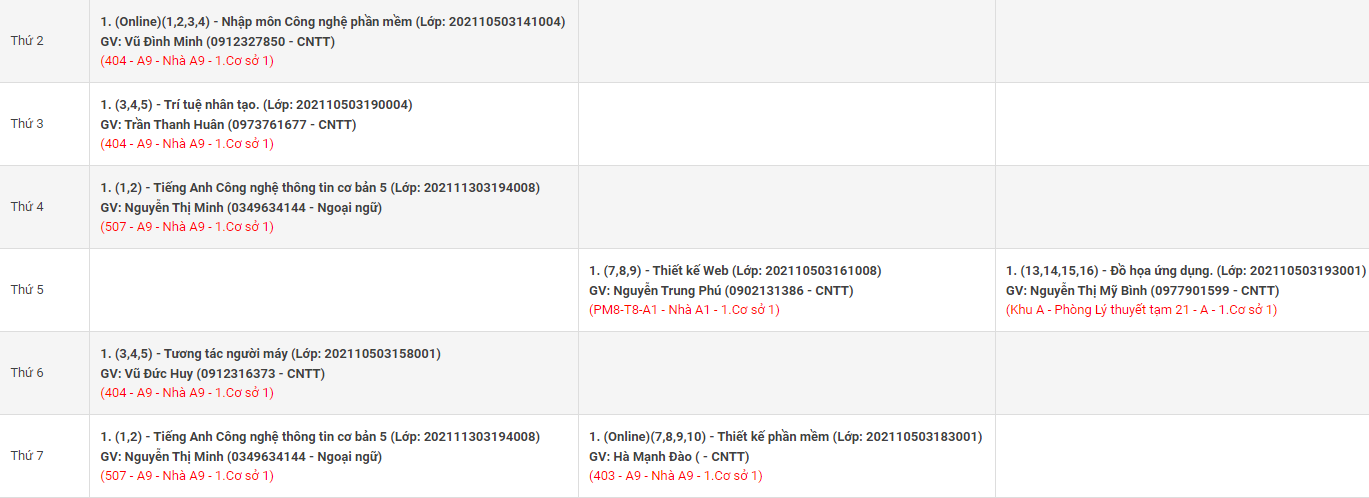 Thứ 2
1. (Online)(1,2,3,4) - Nhập môn Công nghệ phần mềm (Lớp: 202110503141004)
GV: Vũ Đình Minh (0912327850 - CNTT)
(404 - A9 - Nhà A9 - 1.Cơ sở 1)
Thứ 3
1. (3,4,5) - Trí tuệ nhân tạo. (Lớp: 202110503190004)
GV: Trần Thanh Huân (0973761677 - CNTT)
(404 - A9 - Nhà A9 - 1.Cơ sở 1)
Thứ 4
1. (1,2) - Tiếng Anh Công nghệ thông tin cơ bản 5 (Lớp: 202111303194008)
GV: Nguyễn Thị Minh (0349634144 - Ngoại ngữ)
(507 - A9 - Nhà A9 - 1.Cơ sở 1)
Thứ 5
1. (7,8,9) - Thiết kế Web (Lớp: 202110503161008)
GV: Nguyễn Trung Phú (0902131386 - CNTT)
(PM8-T8-A1 - Nhà A1 - 1.Cơ sở 1)
1. (13,14,15,16) - Đồ họa ứng dụng. (Lớp: 202110503193001)
GV: Nguyễn Thị Mỹ Bình (0977901599 - CNTT)
(Khu A - Phòng Lý thuyết tạm 21 - A - 1.Cơ sở 1)
Thứ 6
1. (3,4,5) - Tương tác người máy (Lớp: 202110503158001)
GV: Vũ Đức Huy (0912316373 - CNTT)
(404 - A9 - Nhà A9 - 1.Cơ sở 1)
Thứ 7
1. (1,2) - Tiếng Anh Công nghệ thông tin cơ bản 5 (Lớp: 202111303194008)
GV: Nguyễn Thị Minh (0349634144 - Ngoại ngữ)
(507 - A9 - Nhà A9 - 1.Cơ sở 1)
1. (Online)(7,8,9,10) - Thiết kế phần mềm (Lớp: 202110503183001)
GV: Hà Mạnh Đào ( - CNTT)
(403 - A9 - Nhà A9 - 1.Cơ sở 1)